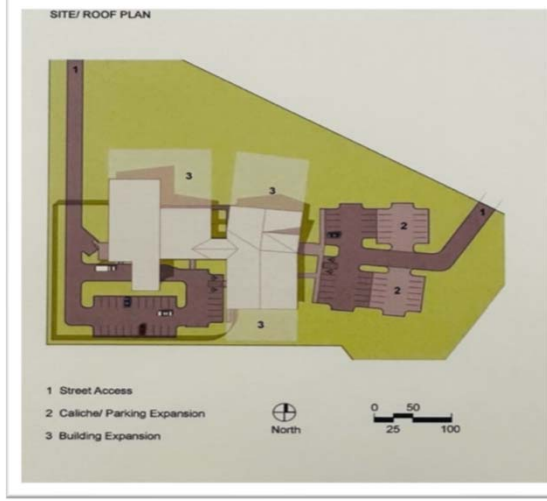 SITE/ ROOF PLAN
1
3
3
2
1
2
3
1 Street Access
2 Caliche/ Parking Expansion
3 Building Expansion
North
0 50
25 100